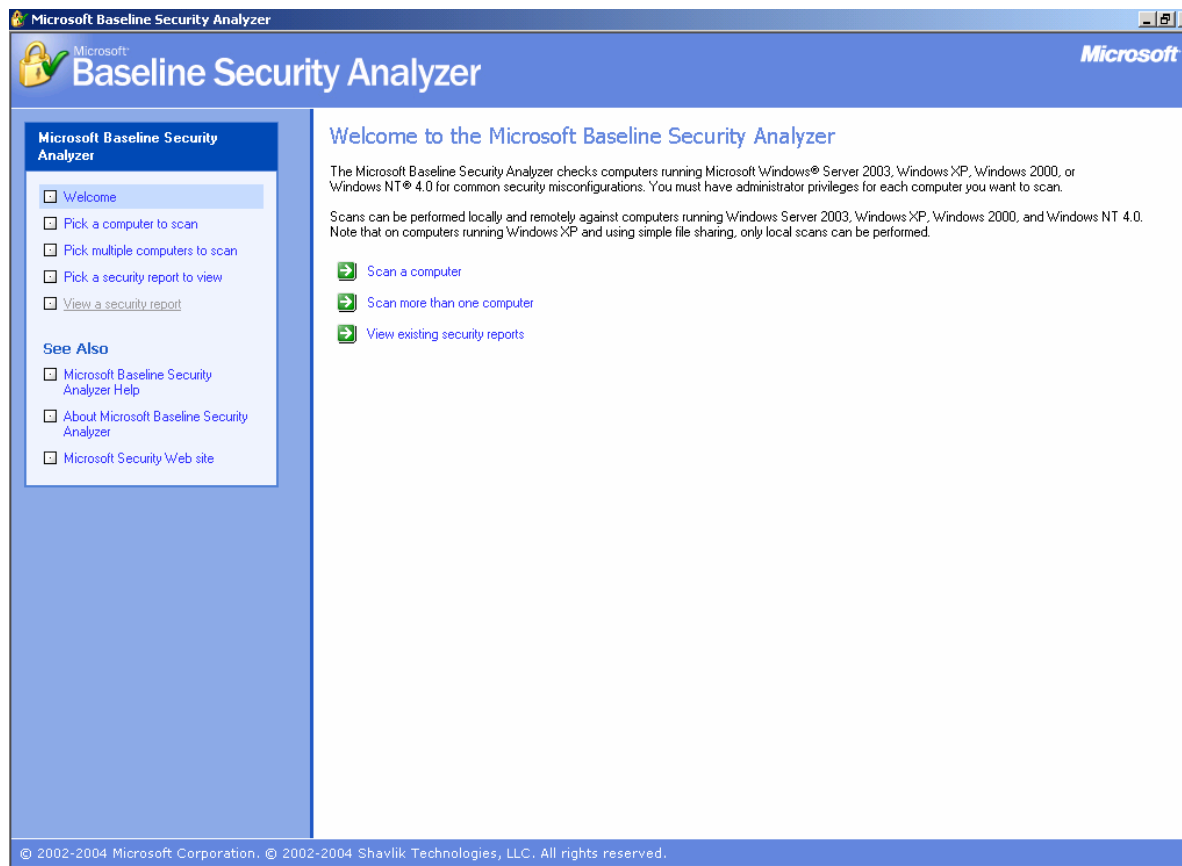 Microsoft Baseline Security Analyzer
Microsoft
Baseline Security Analyzer
Microsoft
Microsoft Baseline Security
Analyzer
Welcome
Pick a computer to scan
Pick multiple computers to scan
Pick a security report to view
View a security report
See Also
Microsoft Baseline Security
Analyzer Help
About Microsoft Baseline Security
Analyzer
Microsoft Security Web site
Welcome to the Microsoft Baseline Security Analyzer
The Microsoft Baseline Security Analyzer checks computers running Microsoft Windows® Server 2003, Windows XP, Windows 2000, or
Windows NT® 4.0 for common security misconfigurations. You must have administrator privileges for each computer you want to scan.
Scans can be performed locally and remotely against computers running Windows Server 2003, Windows XP, Windows 2000, and Windows NT 4.0.
Note that on computers running Windows XP and using simple file sharing, only local scans can be performed.
Scan a computer
Scan more than one computer
View existing security reports
© 2002-2004 Microsoft Corporation. © 2002-2004 Shavlik Technologies, LLC. All rights reserved.